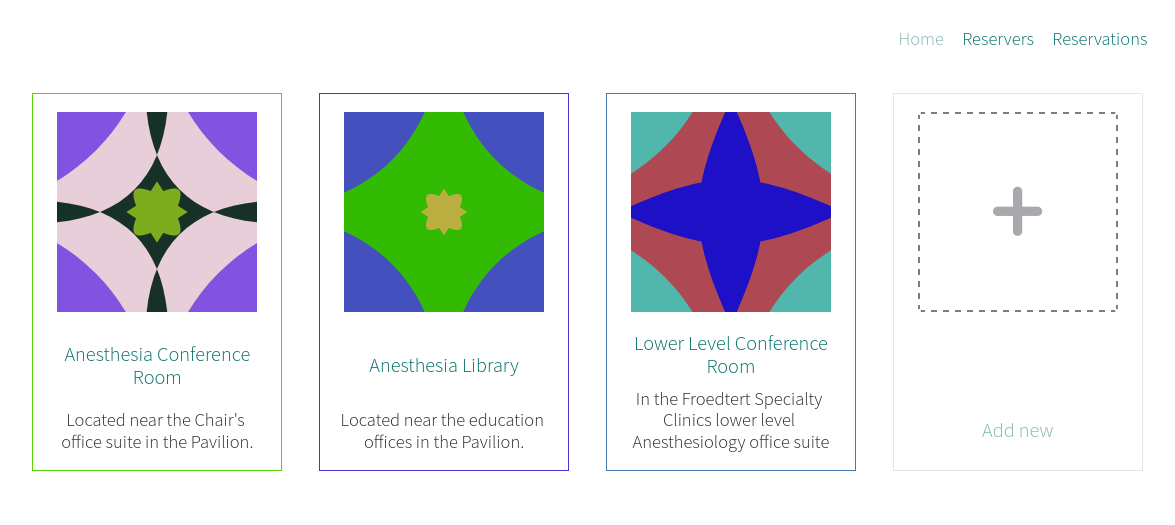 Home Reservers Reservations
Anesthesia Conference
Room
Located near the Chair's
office suite in the Pavilion.
Anesthesia Library
Located near the education
offices in the Pavilion.
Lower Level Conference
Room
In the Froedtert Specialty
Clinics lower level
Anesthesiology office suite
Add new